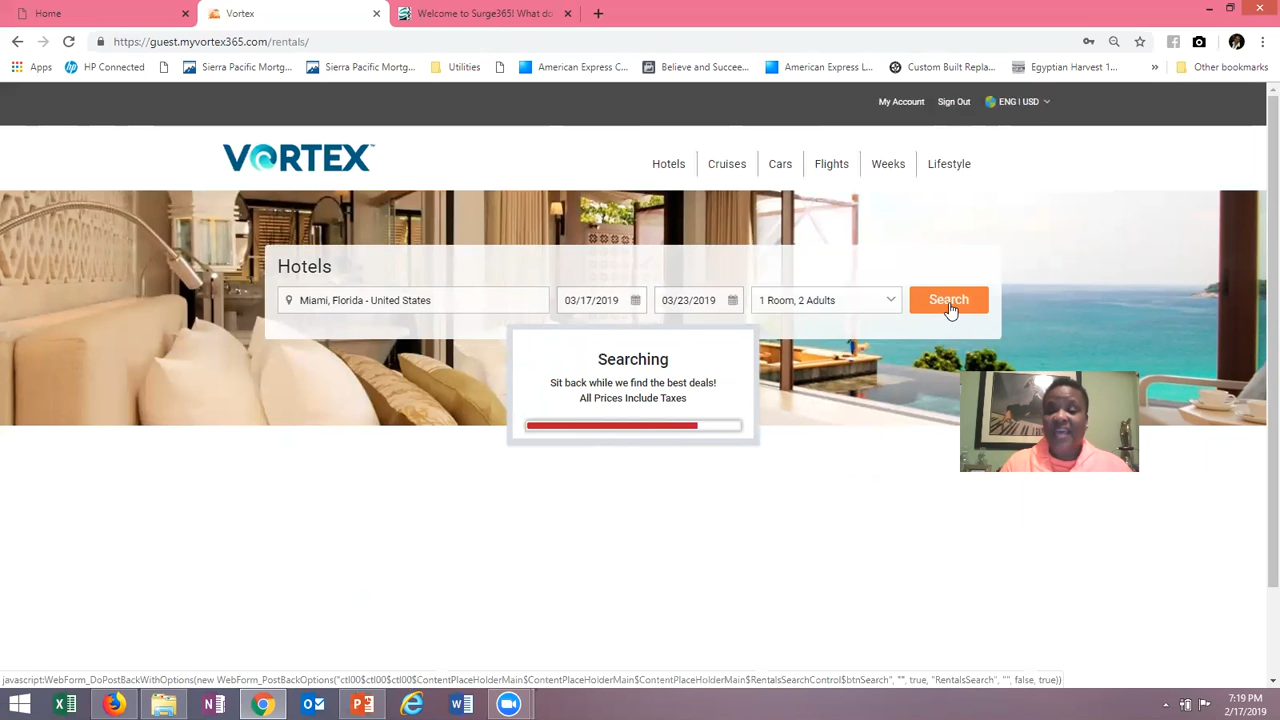 Home
Vortex
Welcome to Surge365! What do
https://guest.myvortex365.com/rentals/
Apps
HP Connected
Sierra Pacific Mortg...
Sierra Pacific Mortg...
Utilities
American Express C...
Believe and Succee...
American Express L...
Custom Built Repla...
Egyptian Harvest 1...
»
Other bookmarks
My Account
Sign Out
ENG | USD
VORTEX
Hotels
Cruises
Cars
Flights
Weeks
Lifestyle
Hotels
Miami, Florida - United States
03/17/2019
03/23/2019
1 Room, 2 Adults
Search
Searching
Sit back while we find the best deals!
All Prices Include Taxes
javascript:WebForm_DoPostBackWithOptions(new WebForm_PostBackOptions("ctl00$ctl00$ctl00$ContentPlaceHolderMain$ContentPlaceHolderMain$ContentPlaceHolderMain$RentalsSearchControl$btnSearch", "", true, "RentalsSearch", "", false, true))
7:19 PM
2/17/2019